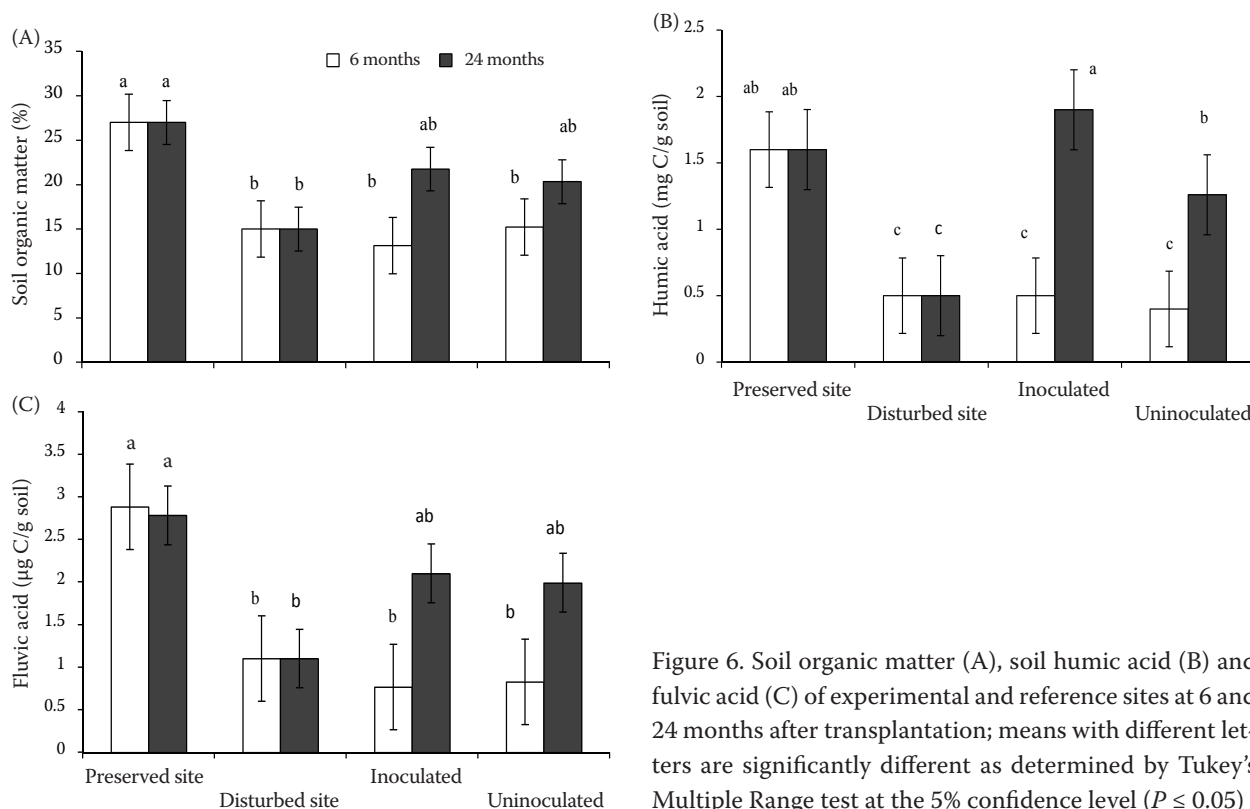 (A)
Soil organic matter (%)
35
30
25
20
15
10
5
0
6 months 24 months
a a b b b ab b ab
(B)
Humic acid (mg C/g soil)
2.5
2
1.5
1
0.5
0
ab ab c c c a c b
Preserved site Inoculated
Disturbed site Uninoculated
(C)
Fluvic acid (µg C/g soil)
4
3.5
3
2.5
2
1.5
1
0.5
0
a a b b b ab b ab
Preserved site Inoculated
Disturbed site Uninoculated
Figure 6. Soil organic matter (A), soil humic acid (B) and
fulvic acid (C) of experimental and reference sites at 6 and
24 months after transplantation; means with different let-
ters are significantly different as determined by Tukey's
Multiple Range test at the 5% confidence level (P ≤ 0.05)